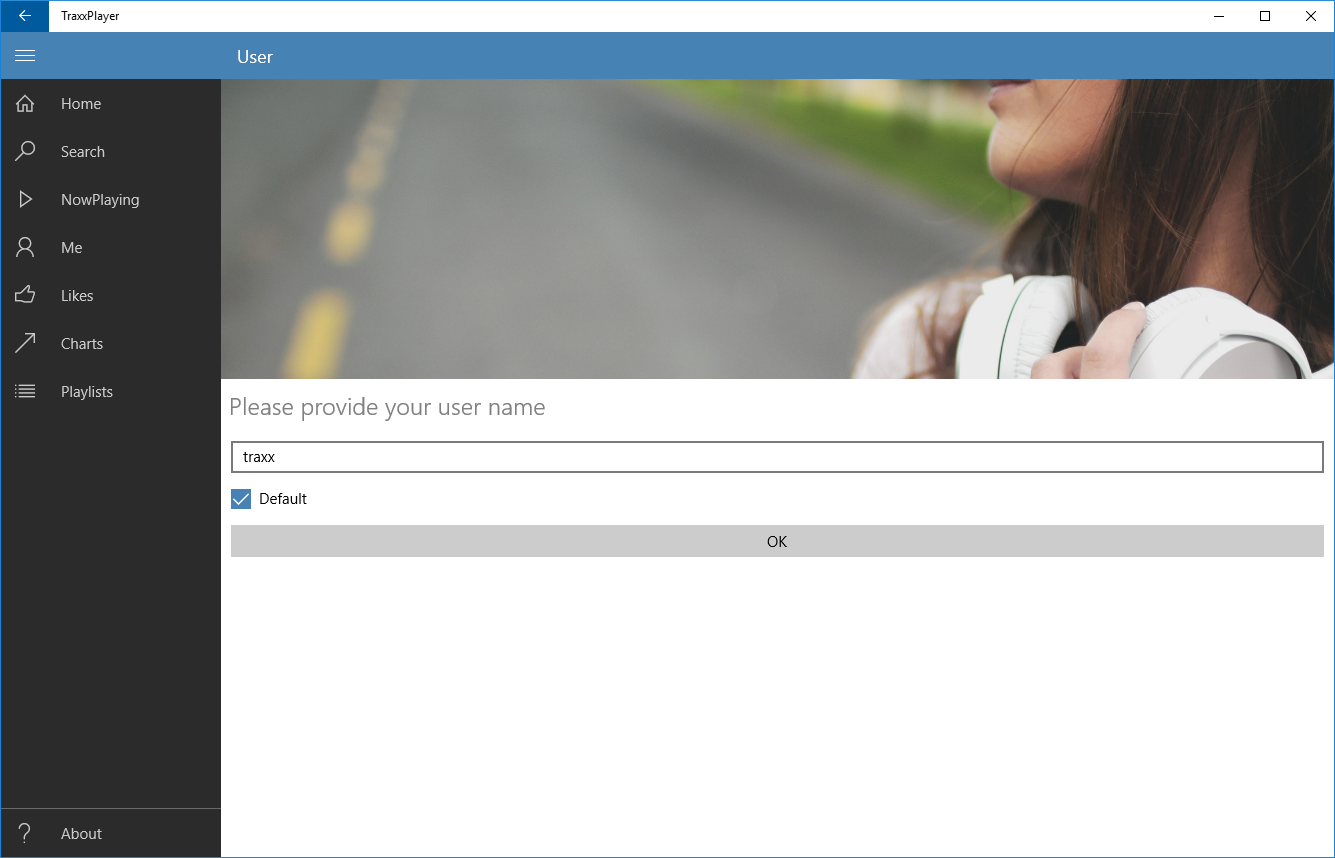 TraxxPlayer
User
Home
Search
NowPlaying
Me
Likes
Charts
Playlists
Please provide your user name
traxx
Default
OK
About